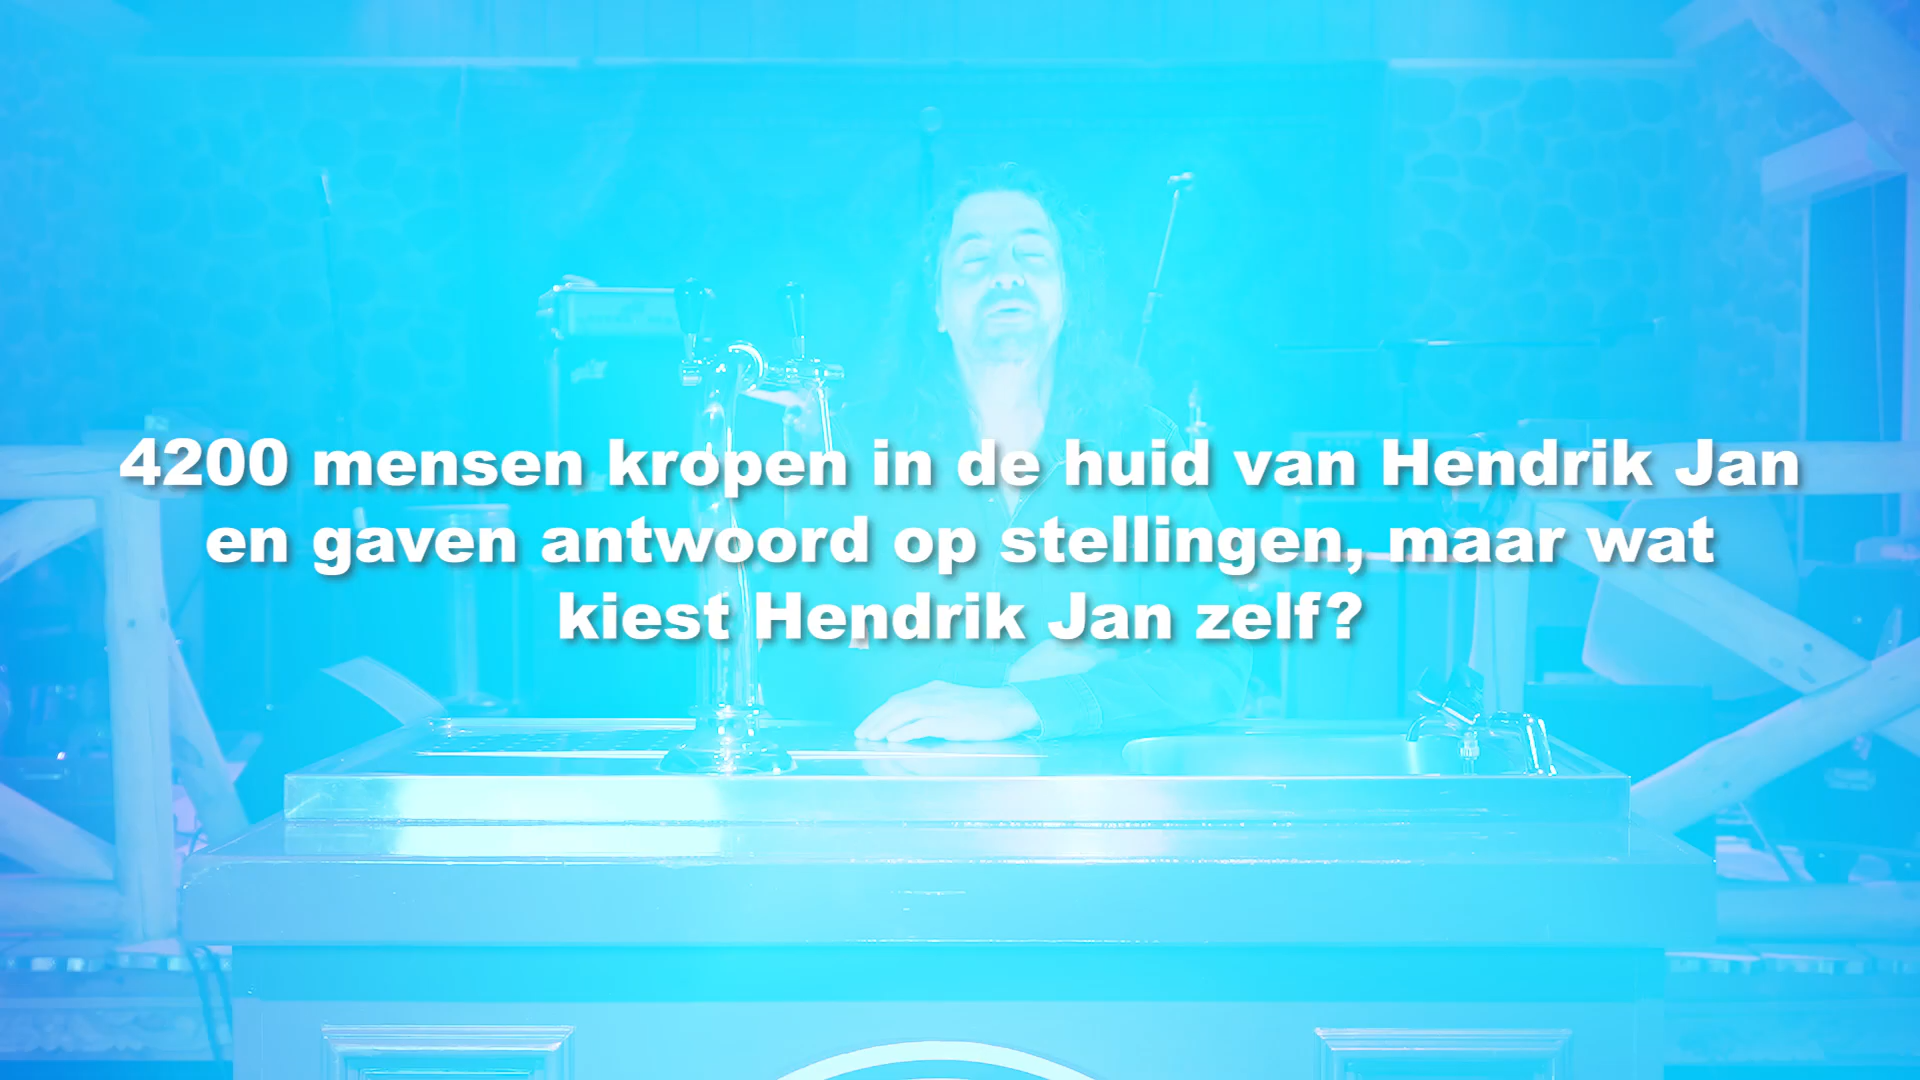 4200 mensen kropen in de huid van Hendrik Jan
en gaven antwoord op stellingen, maar wat
kiest Hendrik Jan zelf?